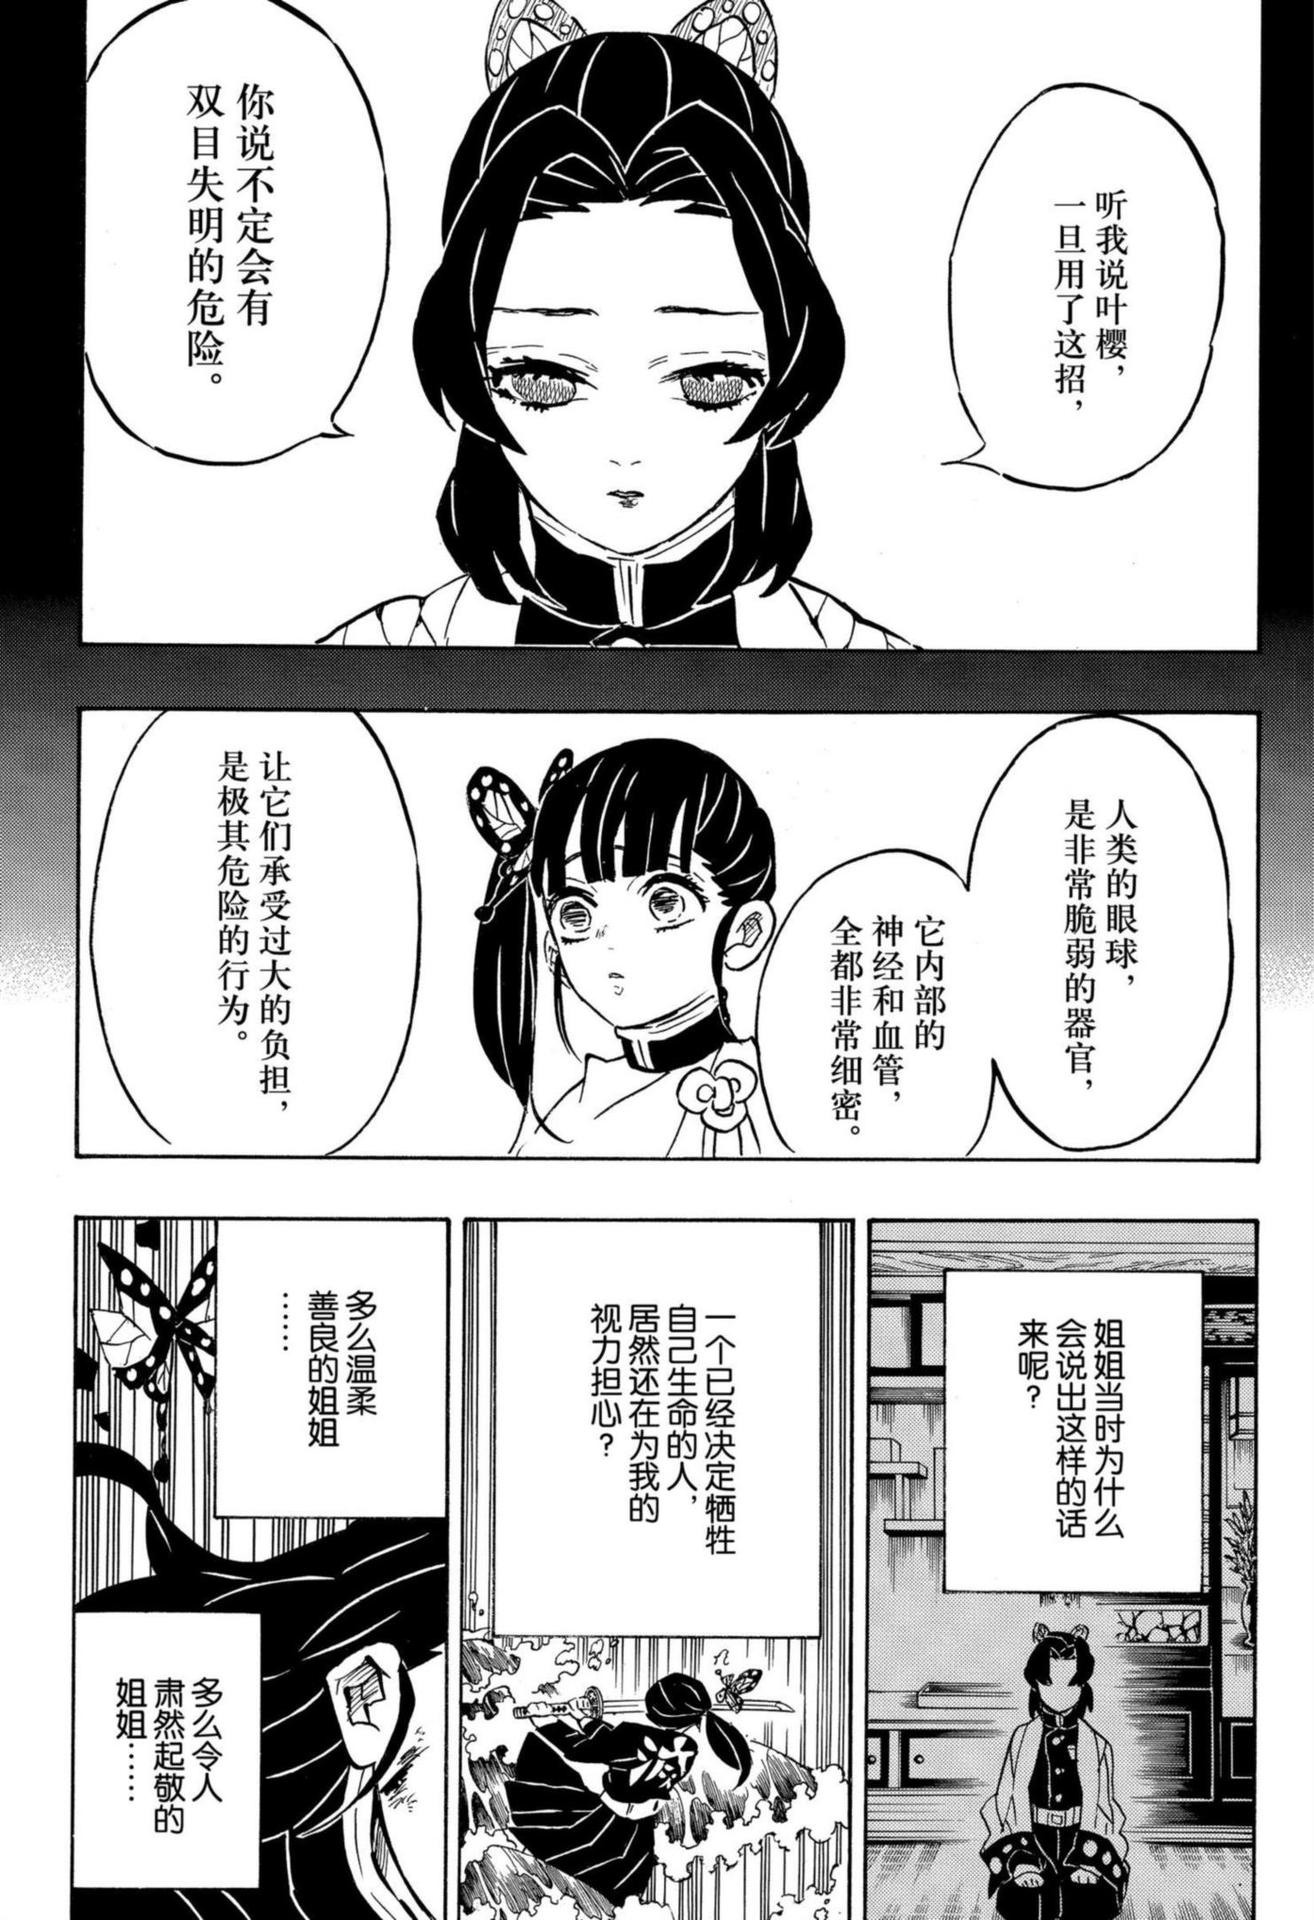 听我说叶樱，
一旦用了这招，
你说不定会有
双目失明的危险。
人类的眼球，
是非常脆弱的器官，
它内部的
神经和血管，
全都非常细密。
让它们承受过大的负担，
是极其危险的行为。
姐姐当时为什么
会说出这样的话
来呢？
一个已经决定牺牲
自己生命的人，
居然还在为我的
视力担心？
多么温柔
善良的姐姐
……
多么令人
肃然起敬的
姐姐……